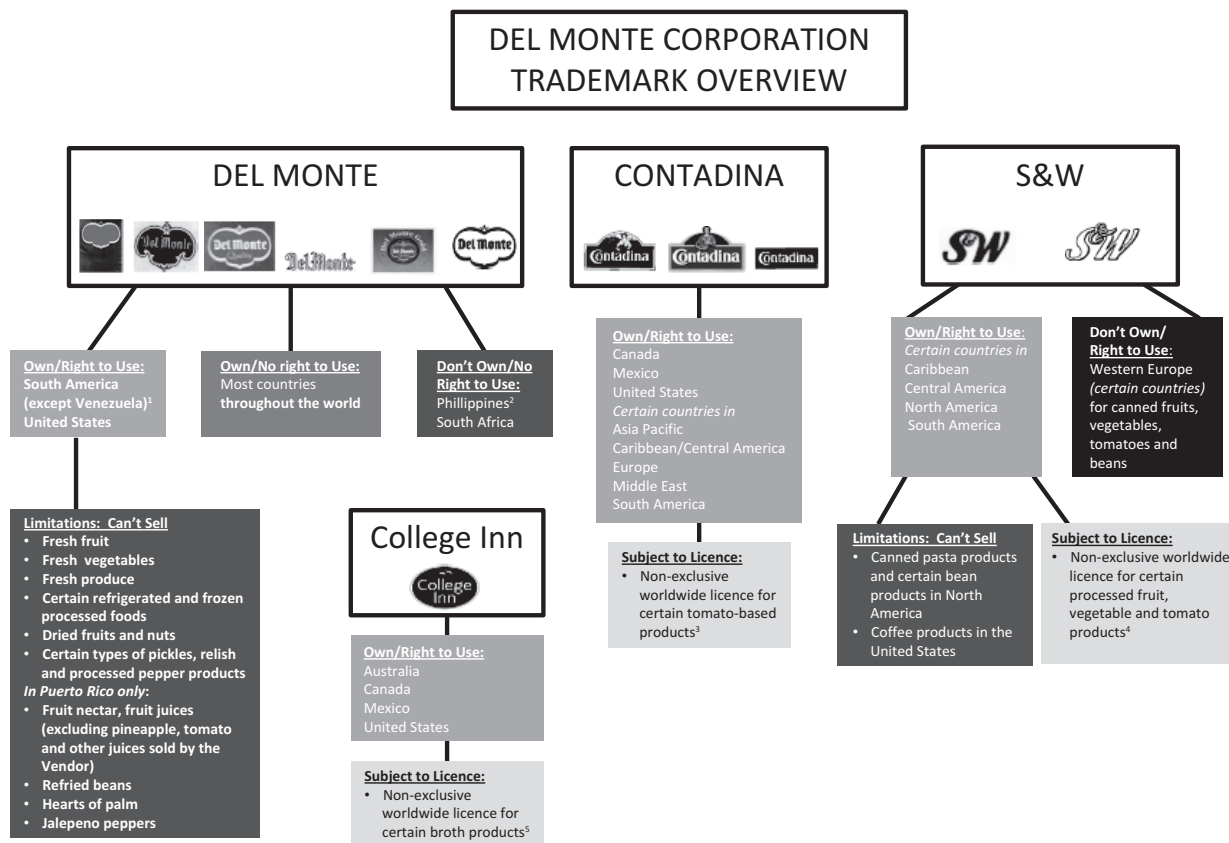 DEL MONTE CORPORATION
TRADEMARK OVERVIEW
DEL MONTE
Del Monte
Del Monte
Quality
Del Monte
Del Monte
CONTADINA
Contadina
Contadina
Contadina
S&W
S&W
S&W
Own/Right to Use:
South America
(except Venezuela)1
United States
Own/No right to Use:
Most countries
throughout the world
Don't Own/No
Right to Use:
Phillippines2
South Africa
Own/Right to Use:
Canada
Mexico
United States
Certain countries in
Asia Pacific
Caribbean/Central America
Europe
Middle East
South America
Own/Right to Use:
Certain countries in
Caribbean
Central America
North America
South America
Don't Own/
Right to Use:
Western Europe
(certain countries)
for canned fruits,
vegetables,
tomatoes and
beans
Limitations: Can't Sell
• Fresh fruit
• Fresh vegetables
• Fresh produce
• Certain refrigerated and frozen
processed foods
• Dried fruits and nuts
• Certain types of pickles, relish
and processed pepper products
In Puerto Rico only:
• Fruit nectar, fruit juices
(excluding pineapple, tomato
and other juices sold by the
Vendor)
• Refried beans
• Hearts of palm
• Jalepeno peppers
College Inn
College
Inn
Own/Right to Use:
Australia
Canada
Mexico
United States
Subject to Licence:
• Non-exclusive
worldwide licence for
certain broth products5
Subject to Licence:
• Non-exclusive
worldwide licence for
certain tomato-based
products3
Limitations: Can't Sell
• Canned pasta products
and certain bean
products in North
America
• Coffee products in the
United States
Subject to Licence:
• Non-exclusive worldwide
licence for certain
processed fruit,
vegetable and tomato
products4